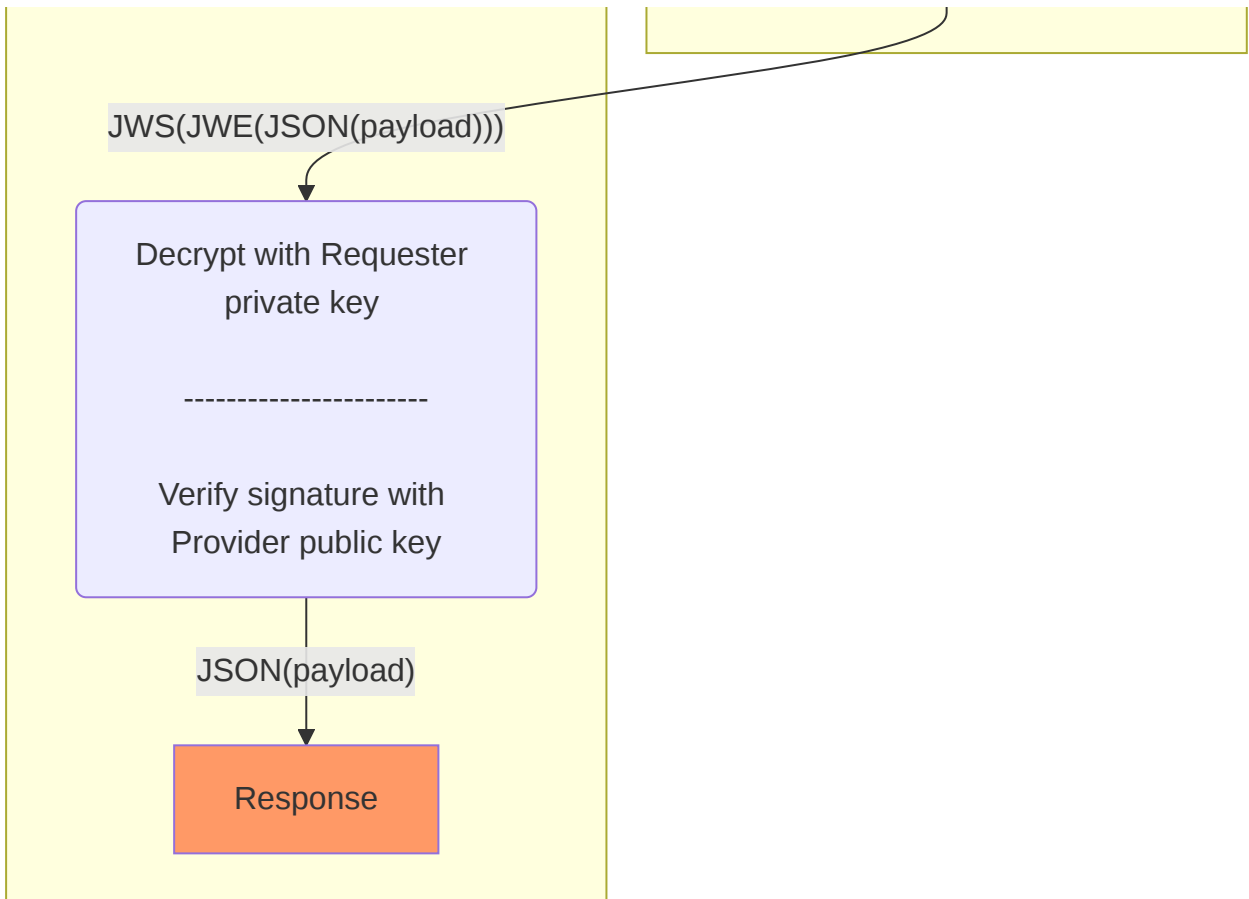 JWS(JWE(JSON(payload)))
Decrypt with Requester
private key
-----------------------
Verify signature with
Provider public key
JSON(payload)
Response